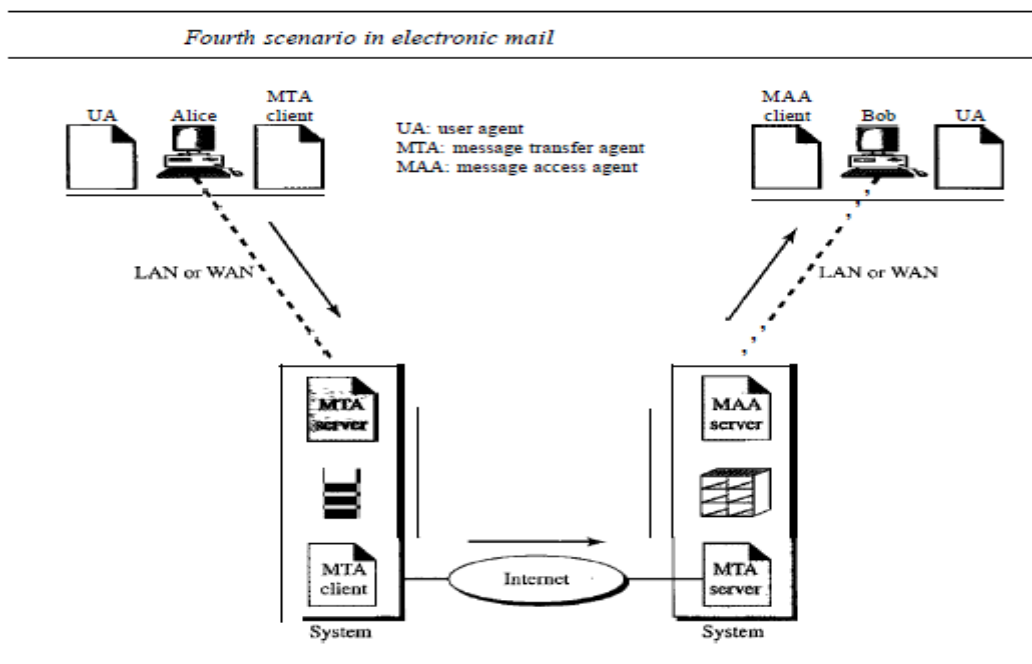 Fourth scenario in electronic mail
UA
Alice
MTA
client
UA: user agent
MTA: message transfer agent
MAA: message access agent
MAA
client
Bob
UA
LAN or WAN
LAN or WAN
MTA
server
MAA
server
MTA
client
Internet
MTA
server
System
System